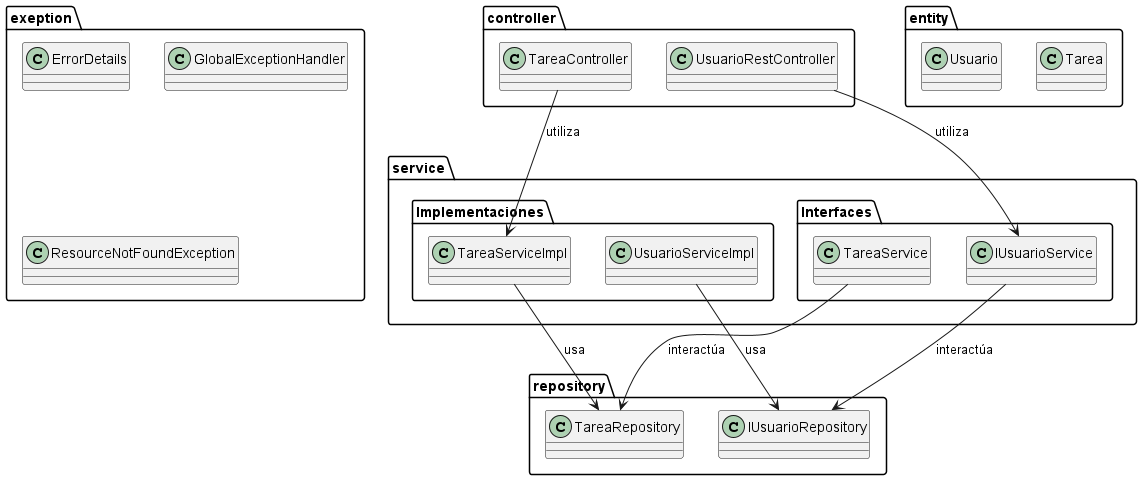 exeption
ErrorDetails
GlobalExceptionHandler
ResourceNotFoundException
controller
TareaController
UsuarioRestController
entity
Usuario
Tarea
utiliza
utiliza
service
Implementaciones
TareaServiceImpl
UsuarioServiceImpl
Interfaces
TareaService
IUsuarioService
usa
interactúa
usa
interactúa
repository
TareaRepository
IUsuarioRepository